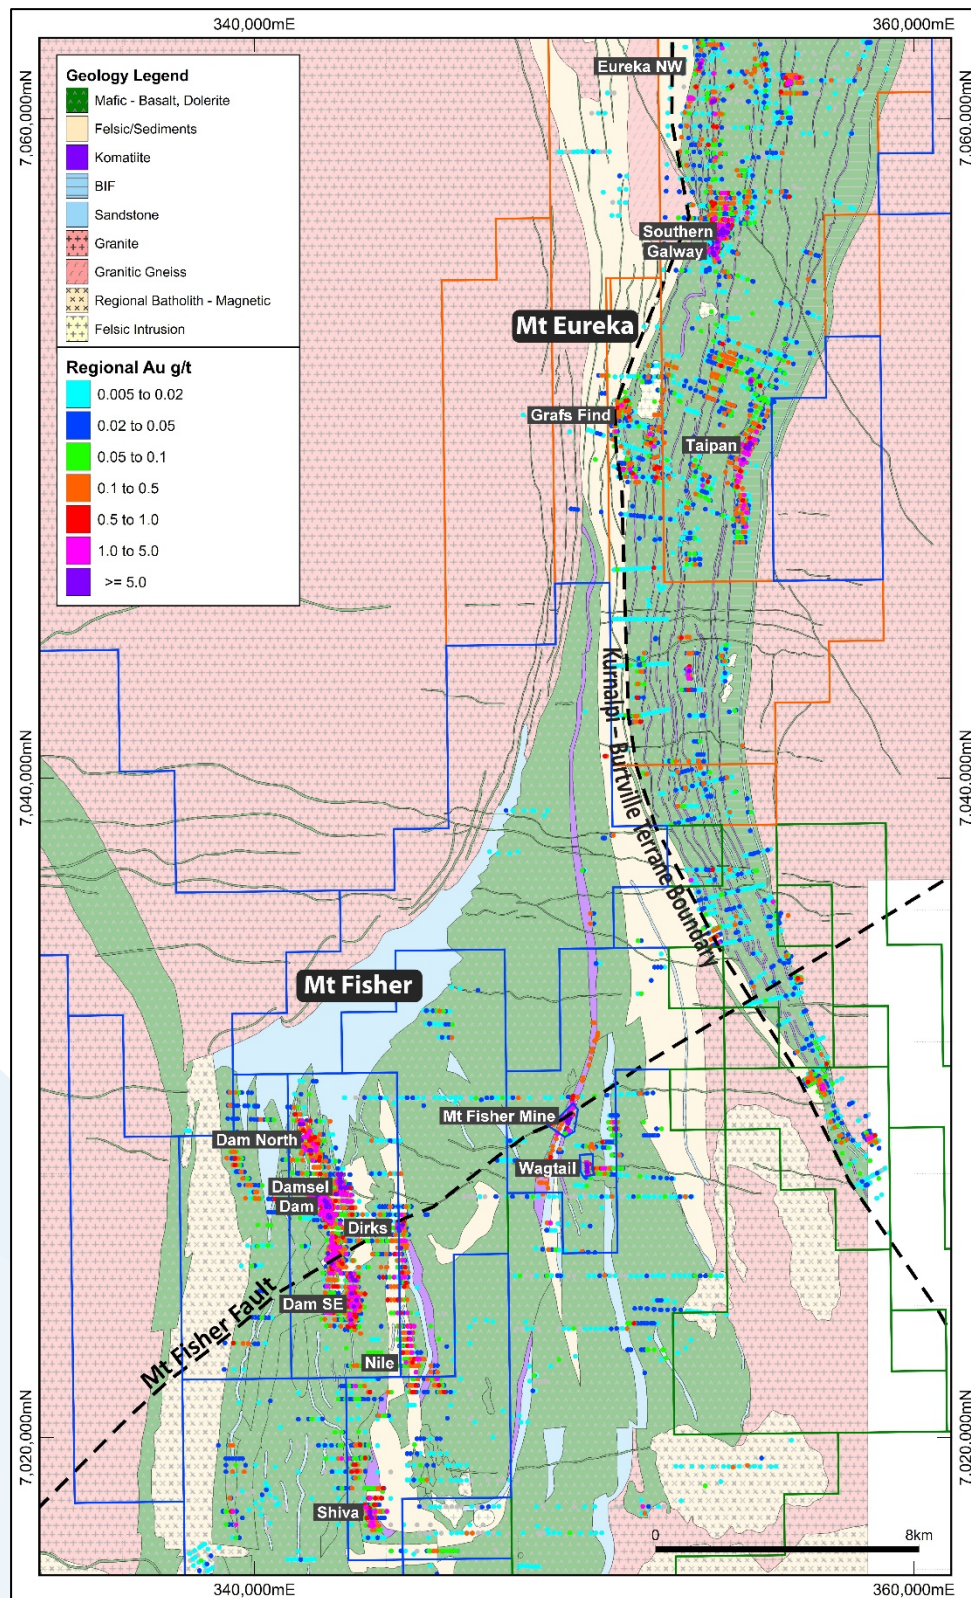 340,000mE
360,000mE
7,060,000mN
7,060.000mN
Geology Legend
Mafic - Basalt, Dolerite
Felsic/Sediments
Komatiite
BIF
Sandstone
Granite
Granitic Gneiss
Regional Batholith - Magnetic
Felsic Intrusion
Regional Au g/t
0.005 to 0.02
0.02 to 0.05
0.05 to 0.1
0.1 to 0.5
0.5 to 1.0
1.0 to 5.0
>= 5.0
Eureka NW
Southern
Galway
Mt Eureka
Grafs Find
Taipan
Kurnalpi - Burtville Terrane Boundary
7,040,000mN
7,040.000mN
Mt Fisher
Mt Fisher Mine
Dam North
Wagtail
Damsel
Dam
Dirks
Dam SE
Mt Fisher Fault
Nile
7,020,000mN
7,020.000mN
Shiva
0
8km
340,000mE
360,000mE